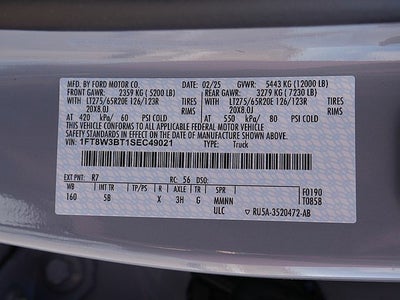 MFD. BY FORD MOTOR CO. 02/25 GVWR: 5443 KG (12000 LB)
FRONT GAWR: 2359 KG (5200 LB) REAR GAWR: 3279 KG (7230 LB)
WITH LT275/65R20E 126/123R TIRES WITH LT275/65R20E 126/123R TIRES
20X8.0J RIMS 20X8.0J RIMS
AT 420 kPa/ 60 PSI COLD AT 550 kPa/ 80 PSI COLD
THIS VEHICLE CONFORMS TO ALL APPLICABLE FEDERAL MOTOR VEHICLE
SAFETY STANDARDS IN EFFECT ON THE DATE OF MANUFACTURE SHOWN ABOVE.
VIN: 1FT8W3BT1SEC49021 TYPE: Truck
EXT PNT: R7 RC: 56 DSO:
WB INT TR TP/PS R AXLE TR SPR F0190
160 5B X 3H G MMNN T0858
ULC RU5A-3520472-AB